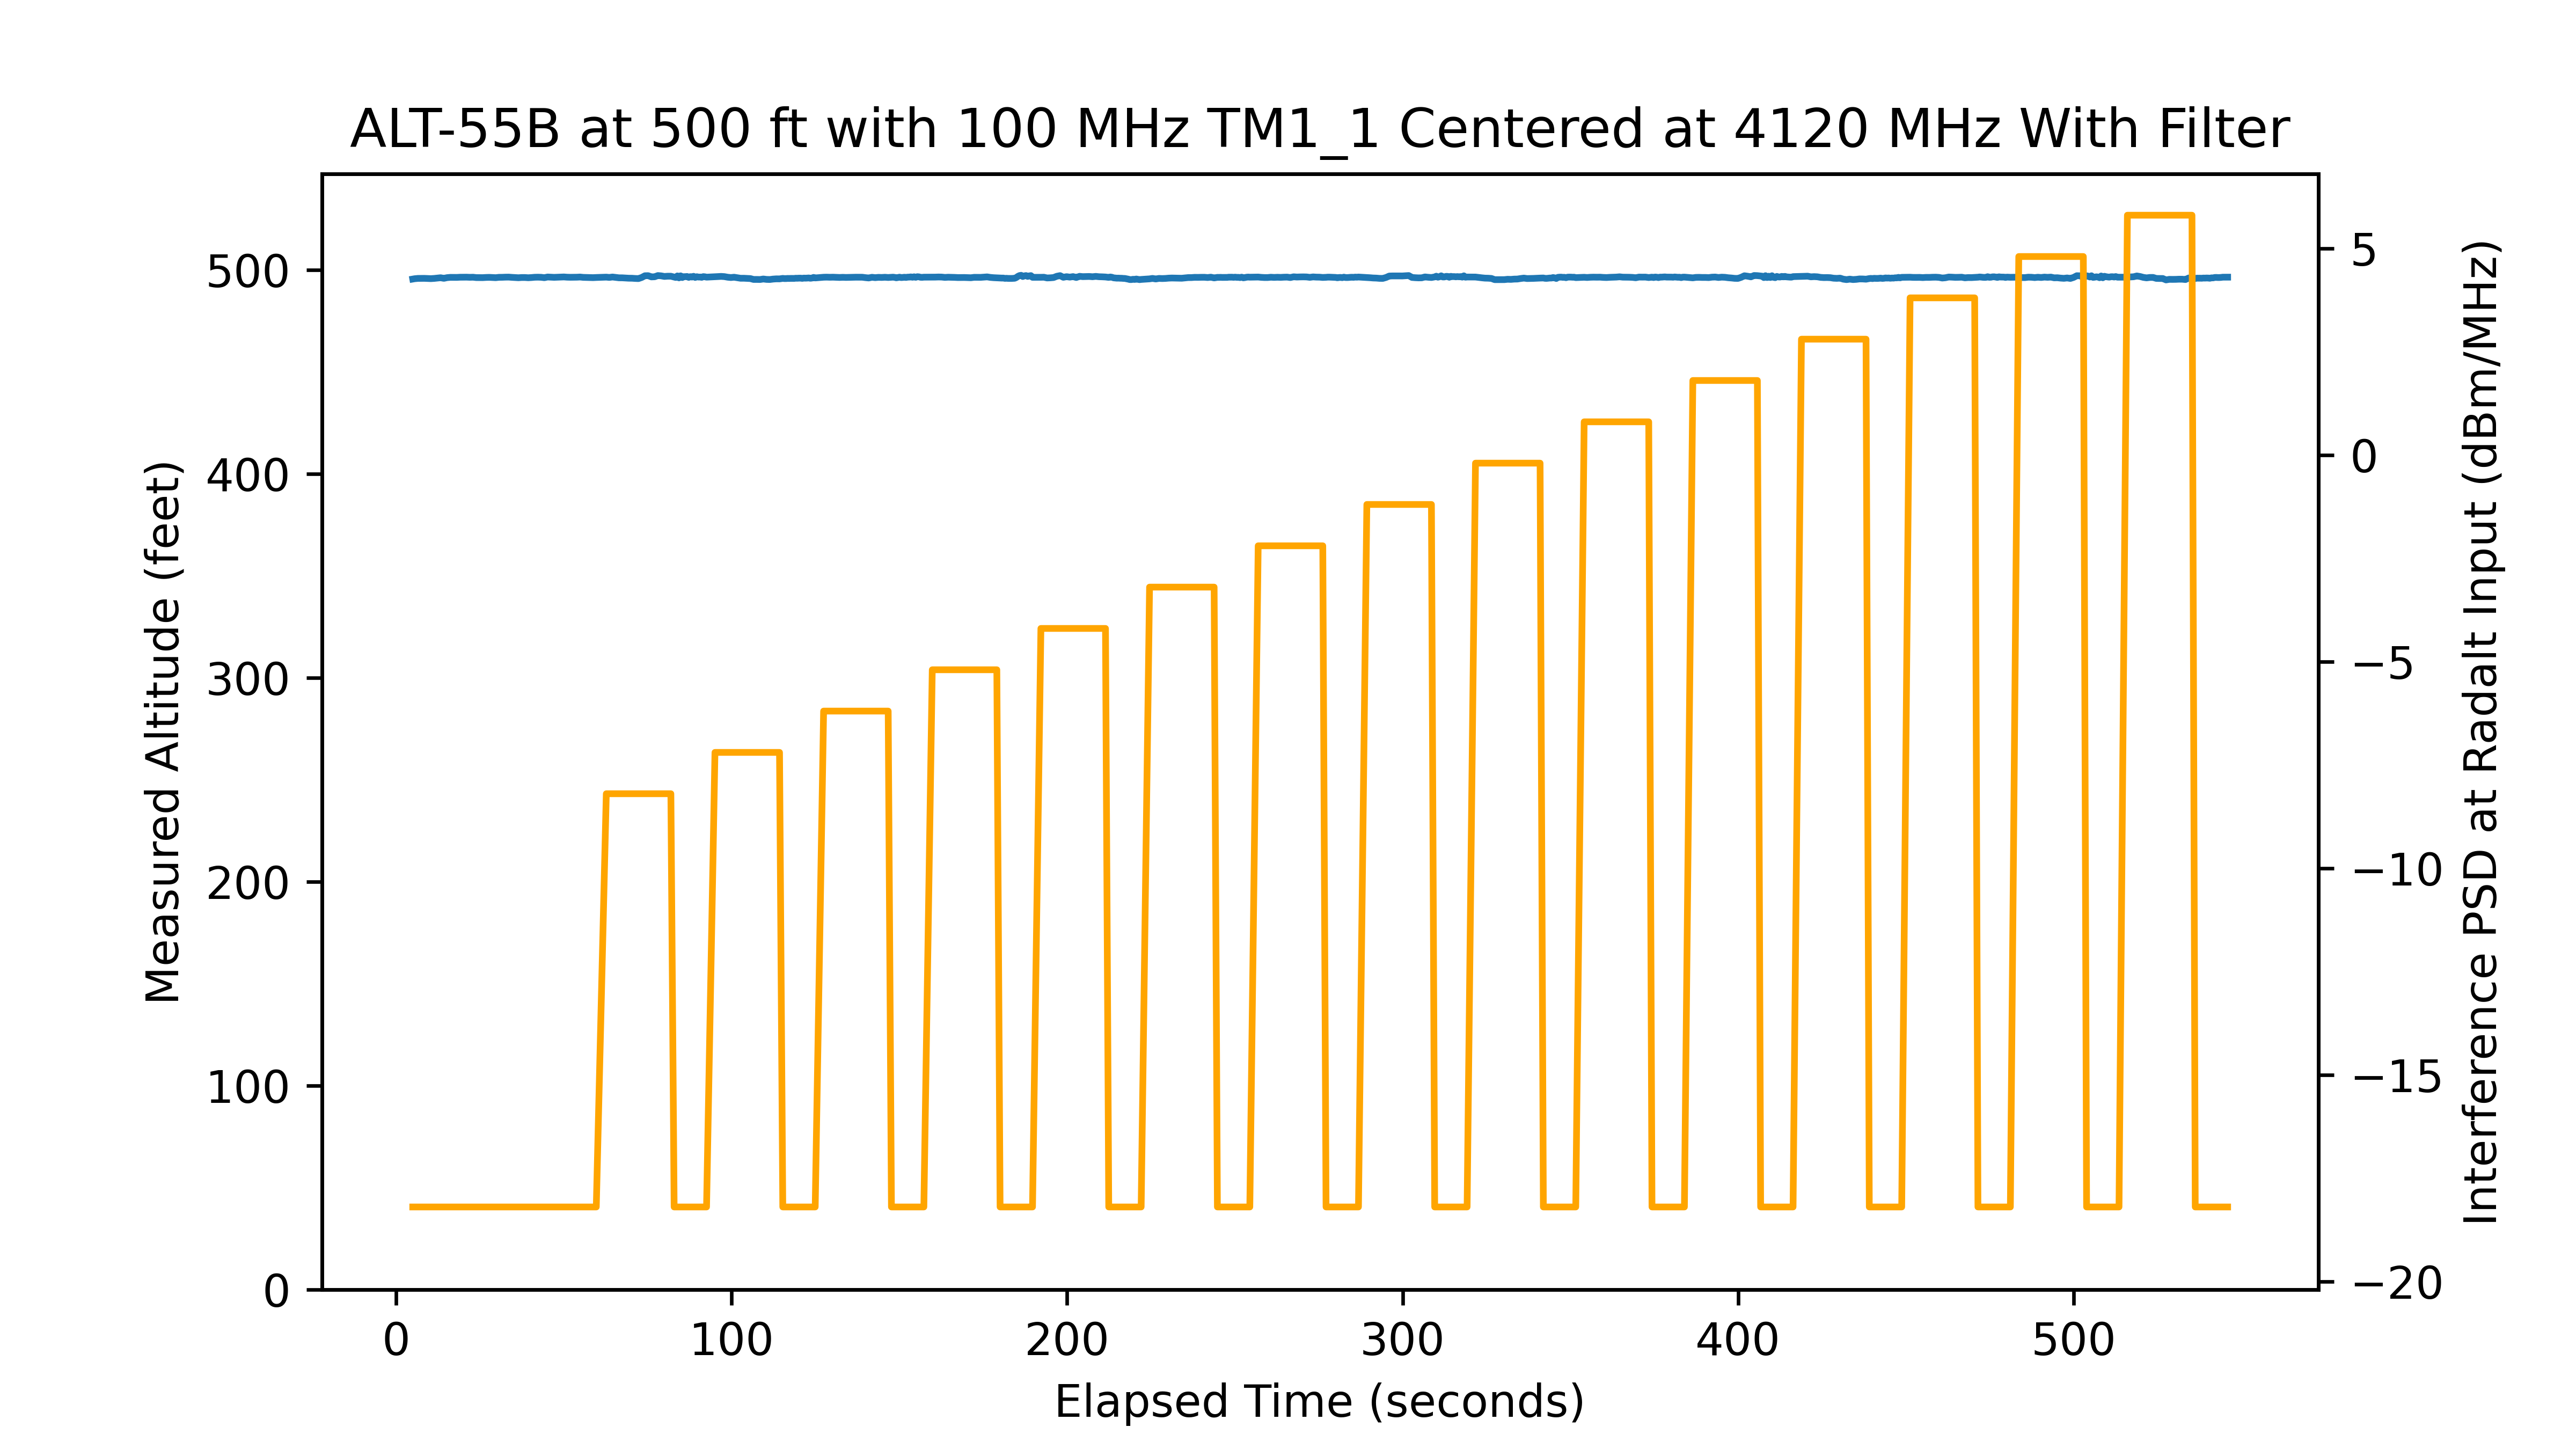 ALT-55B at 500 ft with 100 MHz TM1_1 Centered at 4120 MHz With Filter
Measured Altitude (feet)
500
400
300
200
100
0
5
0
−5
−10
−15
−20
Interference PSD at Radalt Input (dBm/MHz)
0 100 200 300 400 500
Elapsed Time (seconds)